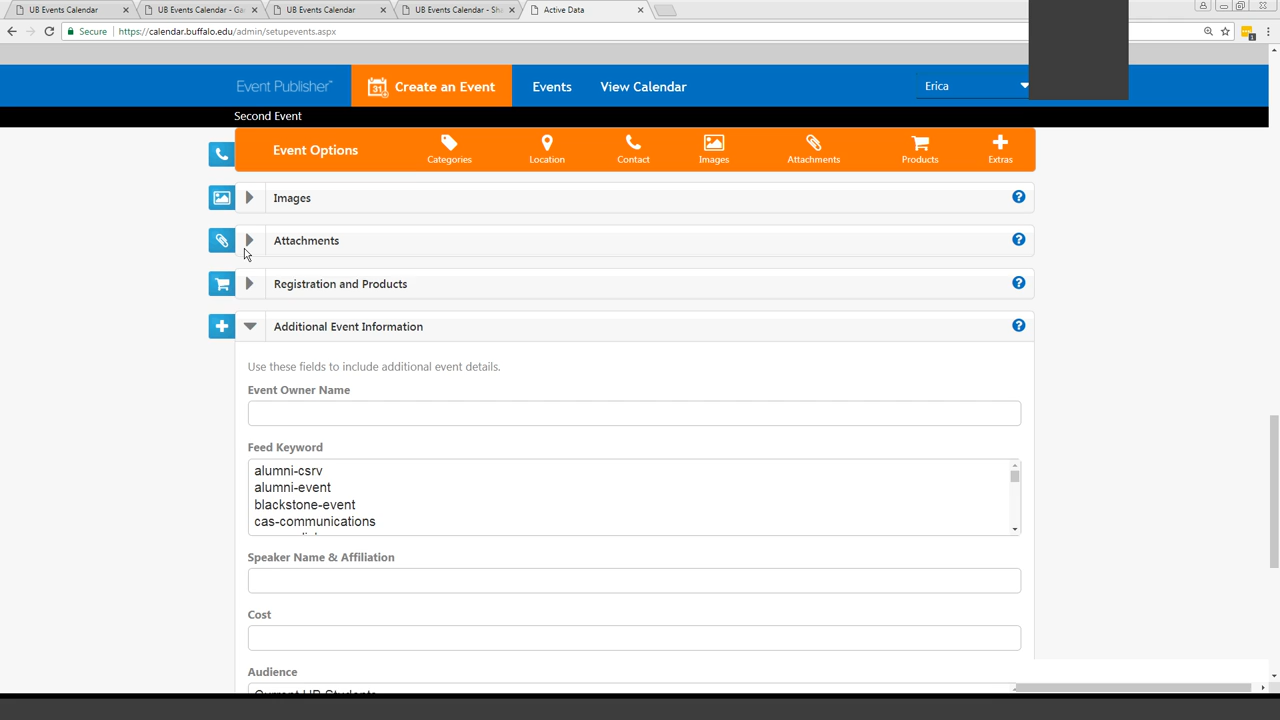 UB Events Calendar
UB Events Calendar - Ga
UB Events Calendar
UB Events Calendar - Sh
Active Data
Secure
https://calendar.buffalo.edu/admin/setupevents.aspx
Event Publisher
31
Create an Event
Events
View Calendar
Erica
Second Event
Event Options
Categories
Location
Contact
Images
Attachments
Products
Extras
Images
?
Attachments
?
Registration and Products
?
Additional Event Information
?
Use these fields to include additional event details.
Event Owner Name
Feed Keyword
alumni-csrv
alumni-event
blackstone-event
cas-communications
Speaker Name & Affiliation
Cost
Audience
Current UB Students